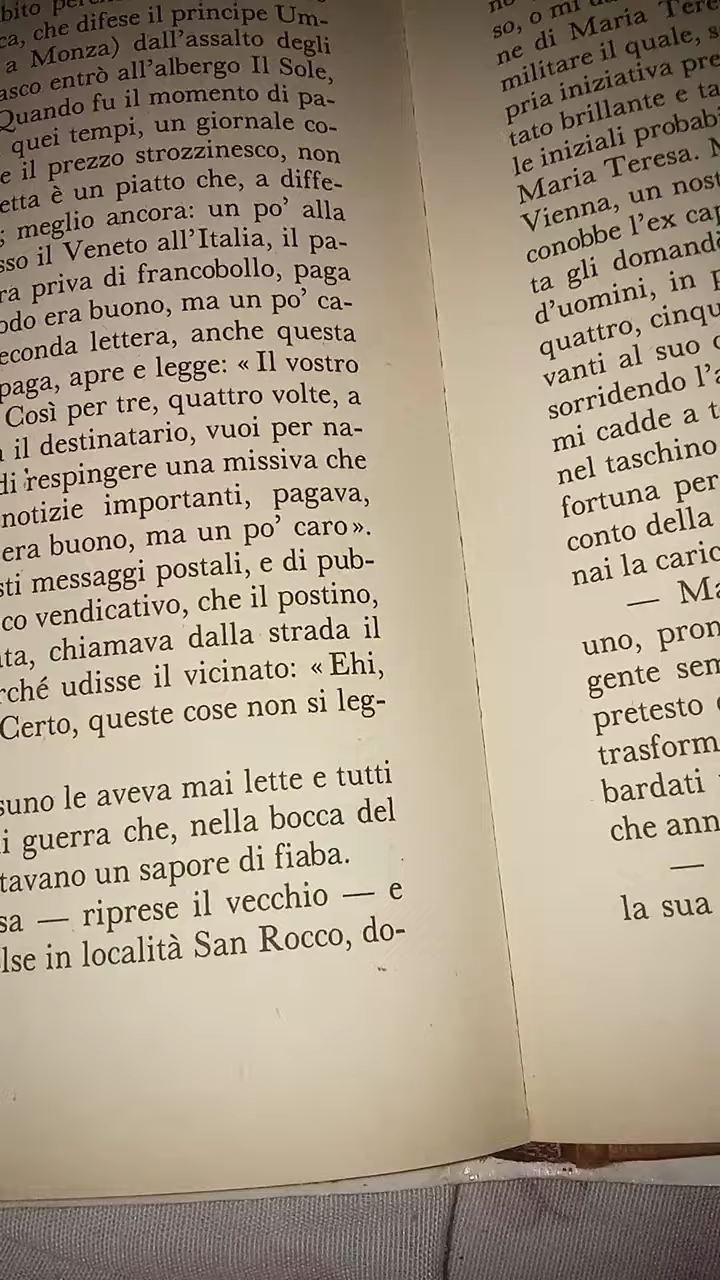 ca, che difese il principe Um-
a Monza) dall'assalto degli
asco entrò all'albergo Il Sole,
Quando fu il momento di pa-
quei tempi, un giornale co-
e il prezzo strozzinesco, non
etta è un piatto che, a diffe-
; meglio ancora: un po' alla
sso il Veneto all'Italia, il pa-
ra priva di francobollo, paga
odo era buono, ma un po' ca-
econda lettera, anche questa
paga, apre e legge: « Il vostro
Così per tre, quattro volte, a
il destinatario, vuoi per na-
di respingere una missiva che
notizie importanti, pagava,
era buono, ma un po' caro».
sti messaggi postali, e di pub-
co vendicativo, che il postino,
ta, chiamava dalla strada il
rché udisse il vicinato: « Ehi,
Certo, queste cose non si leg-
suno le aveva mai lette e tutti
i guerra che, nella bocca del
tavano un sapore di fiaba.
sa — riprese il vecchio — e
lse in località San Rocco, do-
so, o mi
ne di Maria Tere
militare il quale, s
pria iniziativa pre
tato brillante e ta
le iniziali probab
Maria Teresa. M
Vienna, un nost
conobbe l'ex cap
ta gli domandò
d'uomini, in p
quattro, cinqu
vanti al suo
sorridendo l'a
mi cadde a t
nel taschino
fortuna per
conto della
nai la caric
— Ma
uno, pron
gente sem
pretesto
trasform
bardati
che ann
—
la sua